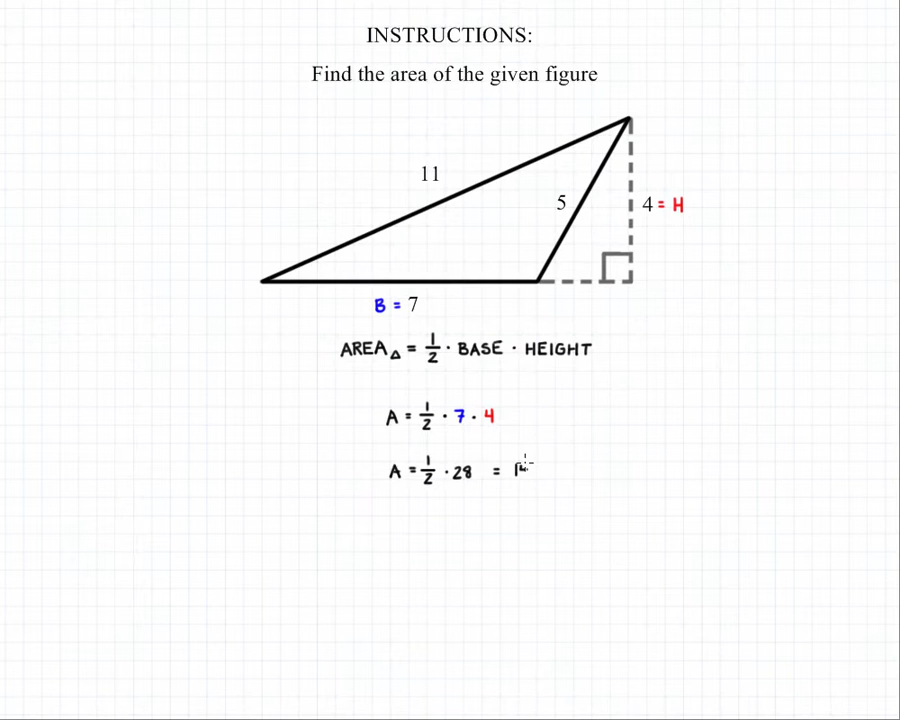 INSTRUCTIONS:
Find the area of the given figure
11
5
4 = H
B = 7
AREA△ = 1/2 · BASE · HEIGHT
A = 1/2 · 7 · 4
A = 1/2 · 28 = 14